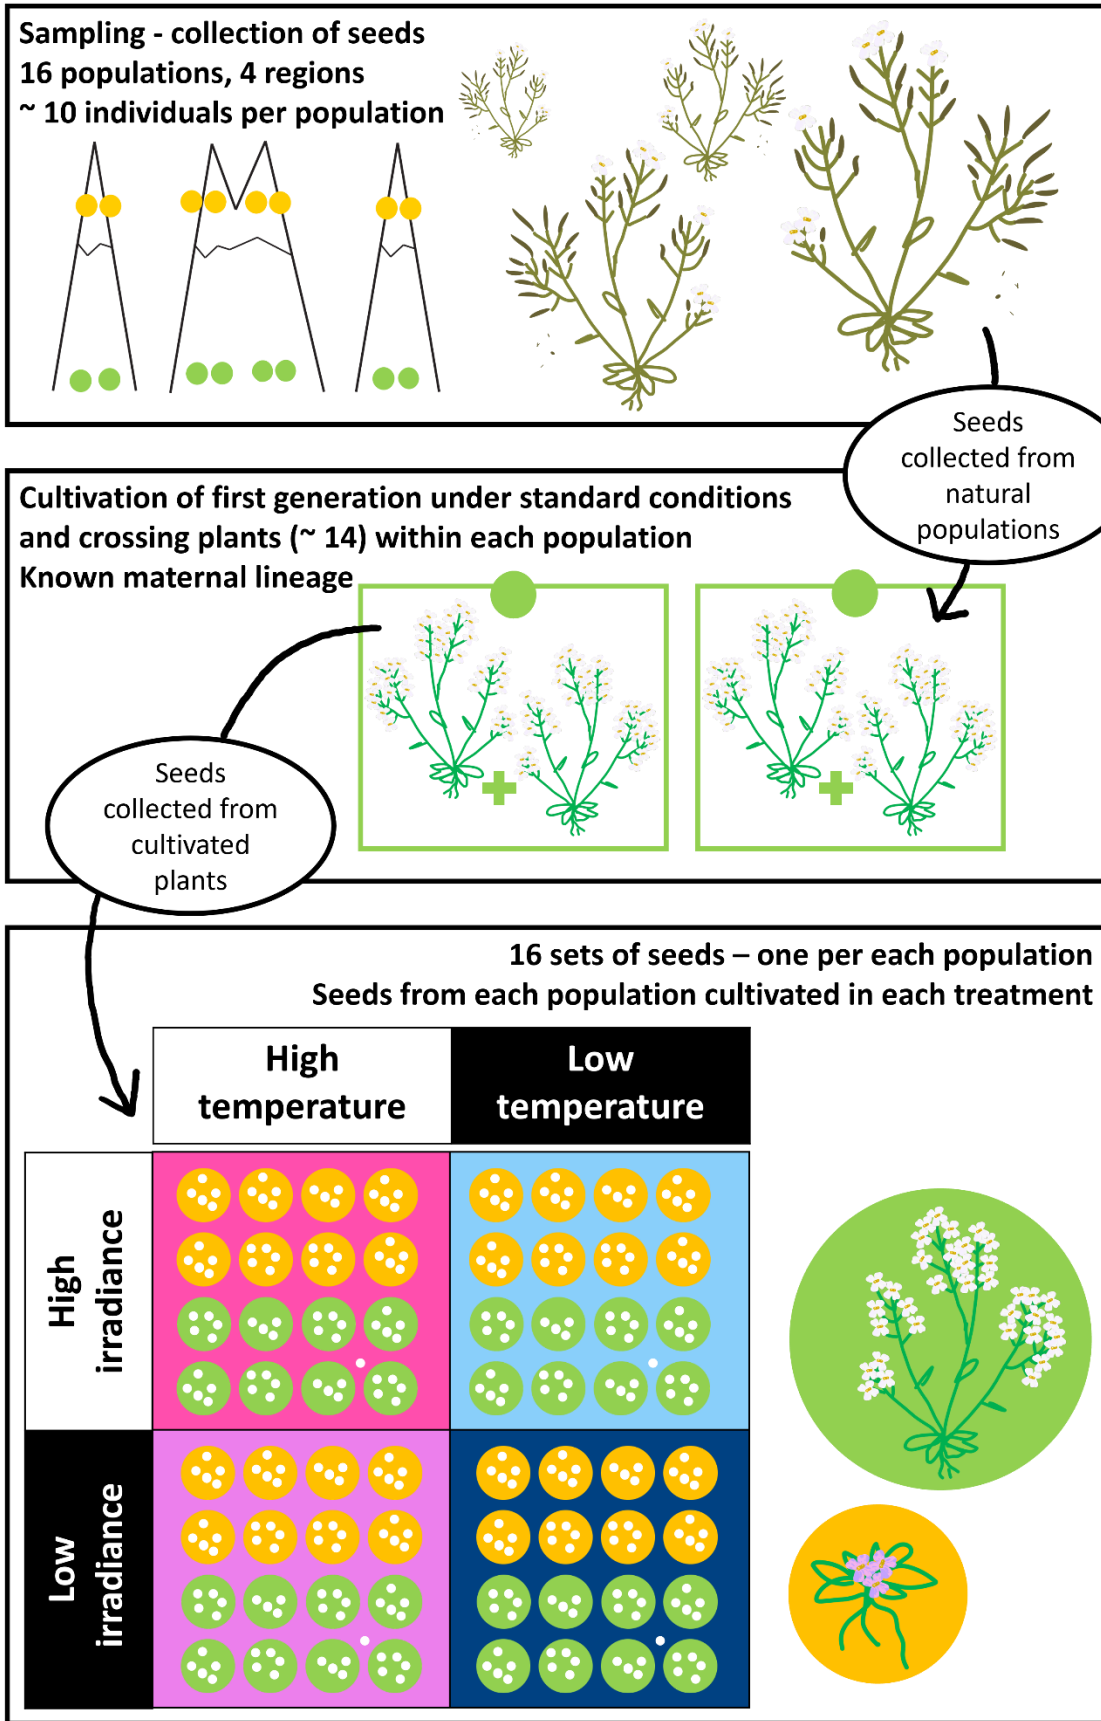 Sampling - collection of seeds
16 populations, 4 regions
~ 10 individuals per population
Seeds
collected from
natural
populations
Cultivation of first generation under standard conditions
and crossing plants (~ 14) within each population
Known maternal lineage
Seeds
collected from
cultivated
plants
16 sets of seeds – one per each population
Seeds from each population cultivated in each treatment
High
temperature
Low
temperature
High
irradiance
Low
irradiance